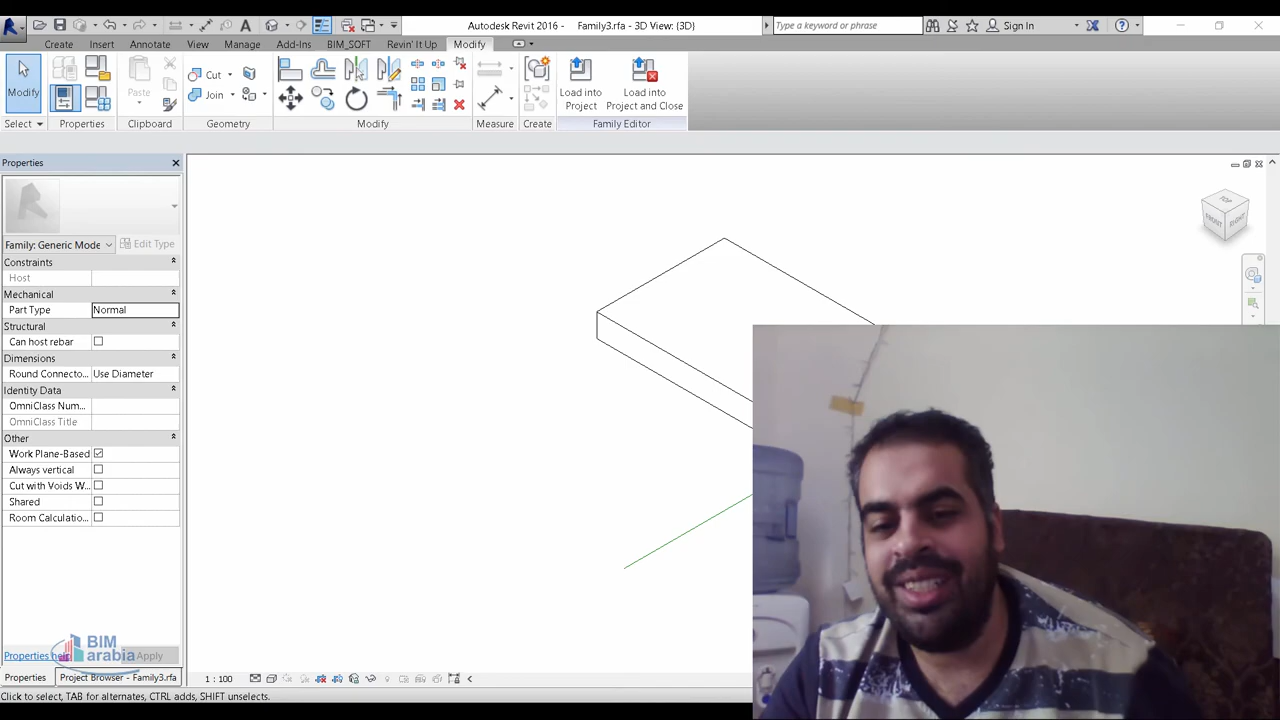 Autodesk Revit 2016 - Family3.rfa - 3D View: {3D}
Type a keyword or phrase
Sign In
Create Insert Annotate View Manage Add-Ins BIM_SOFT Revin' It Up Modify
Modify
Paste
Cut
Join
Load into Project
Load into Project and Close
Select Properties Clipboard Geometry Modify Measure Create Family Editor
Properties
Family: Generic Mode
Edit Type
Constraints
Host
Mechanical
Part Type Normal
Structural
Can host rebar
Dimensions
Round Connecto... Use Diameter
Identity Data
OmniClass Num...
OmniClass Title
Other
Work Plane-Based
Always vertical
Cut with Voids W...
Shared
Room Calculatio...
TOP
FRONT RIGHT
BIM
arabia
Properties help Apply
Properties Project Browser - Family3.rfa
1 : 100
Click to select, TAB for alternates, CTRL adds, SHIFT unselects.